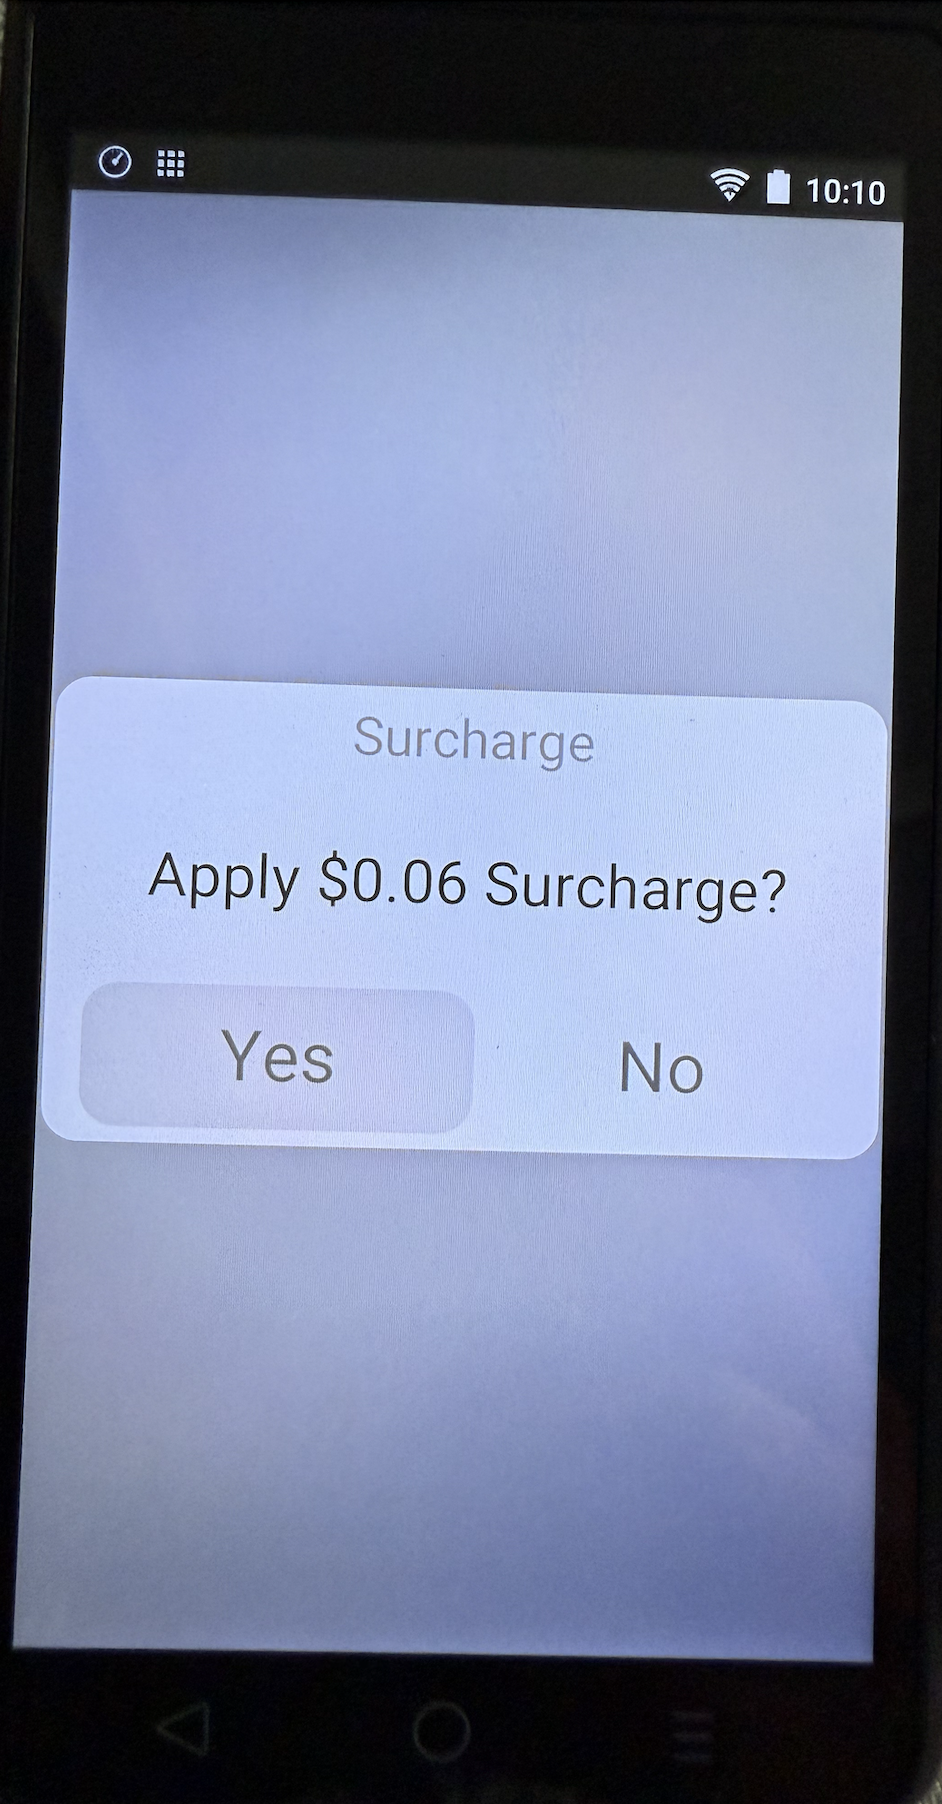 10:10
Surcharge
Apply $0.06 Surcharge?
Yes No